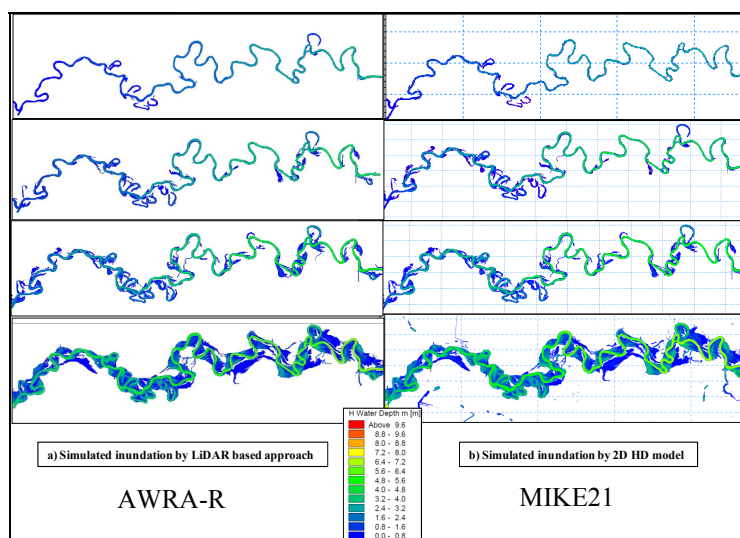 H Water Depth m [m]
Above 9.6
8.8 - 9.6
8.0 - 8.8
7.2 - 8.0
6.4 - 7.2
5.6 - 6.4
4.8 - 5.6
4.0 - 4.8
3.2 - 4.0
2.4 - 3.2
1.6 - 2.4
0.8 - 1.6
0.0 - 0.8
a) Simulated inundation by LiDAR based approach
b) Simulated inundation by 2D HD model
AWRA-R
MIKE21